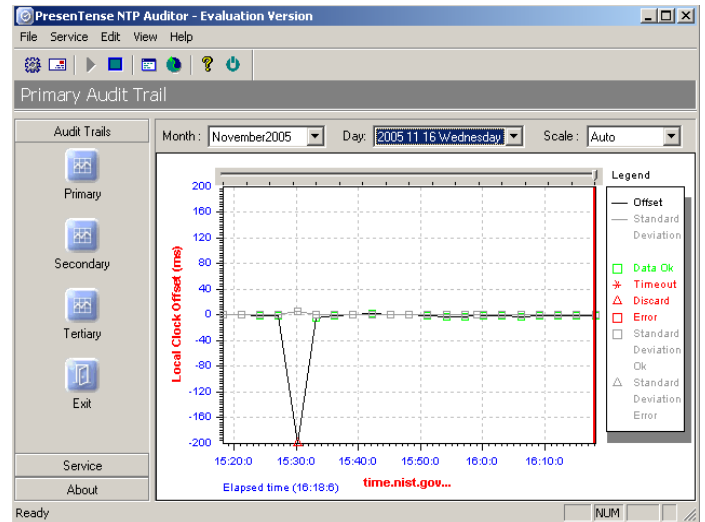 PresenTense NTP Auditor - Evaluation Version
File Service Edit View Help
Primary Audit Trail
Audit Trails
Primary
Secondary
Tertiary
Exit
Service
About
Month : November2005 Day: 2005 11 16 Wednesday Scale : Auto
Legend
Offset
Standard
Deviation
Data Ok
Timeout
Discard
Error
Standard
Deviation
Ok
Standard
Deviation
Error
Local Clock Offset (ms)
200
160
120
80
40
0
-40
-80
-120
-160
-200
15:20:0 15:30:0 15:40:0 15:50:0 16:0:0 16:10:0
Elapsed time (16:18:6) time.nist.gov...
Ready NUM